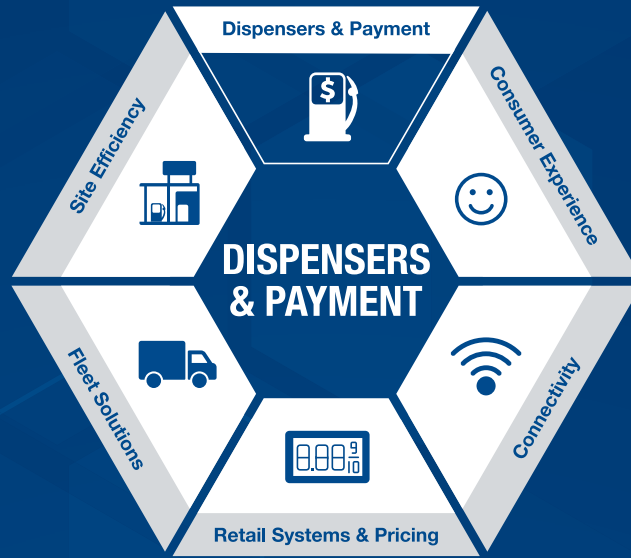 Dispensers & Payment
$
Site Efficiency
Consumer Experience
DISPENSERS
& PAYMENT
Fleet Solutions
Connectivity
8.88 9/10
Retail Systems & Pricing